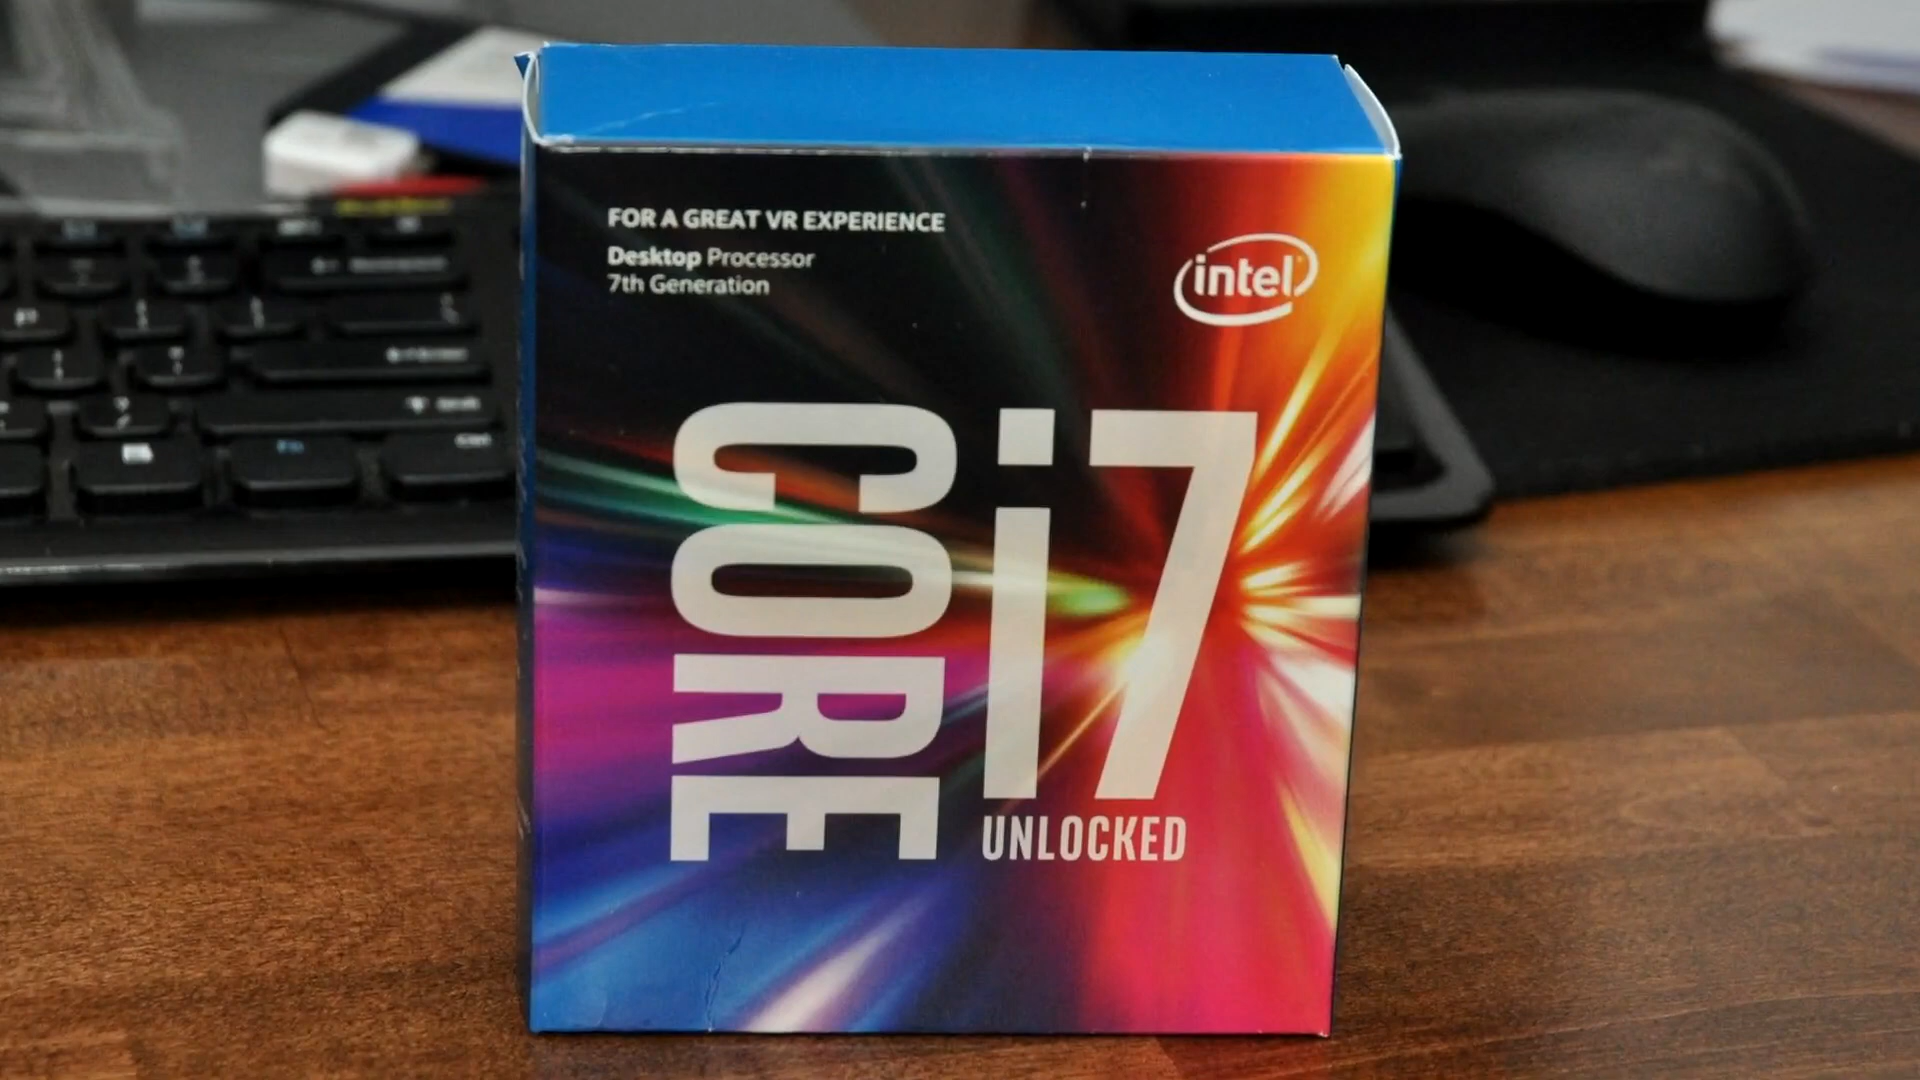 FOR A GREAT VR EXPERIENCE
Desktop Processor
7th Generation
intel
CORE
i7
UNLOCKED